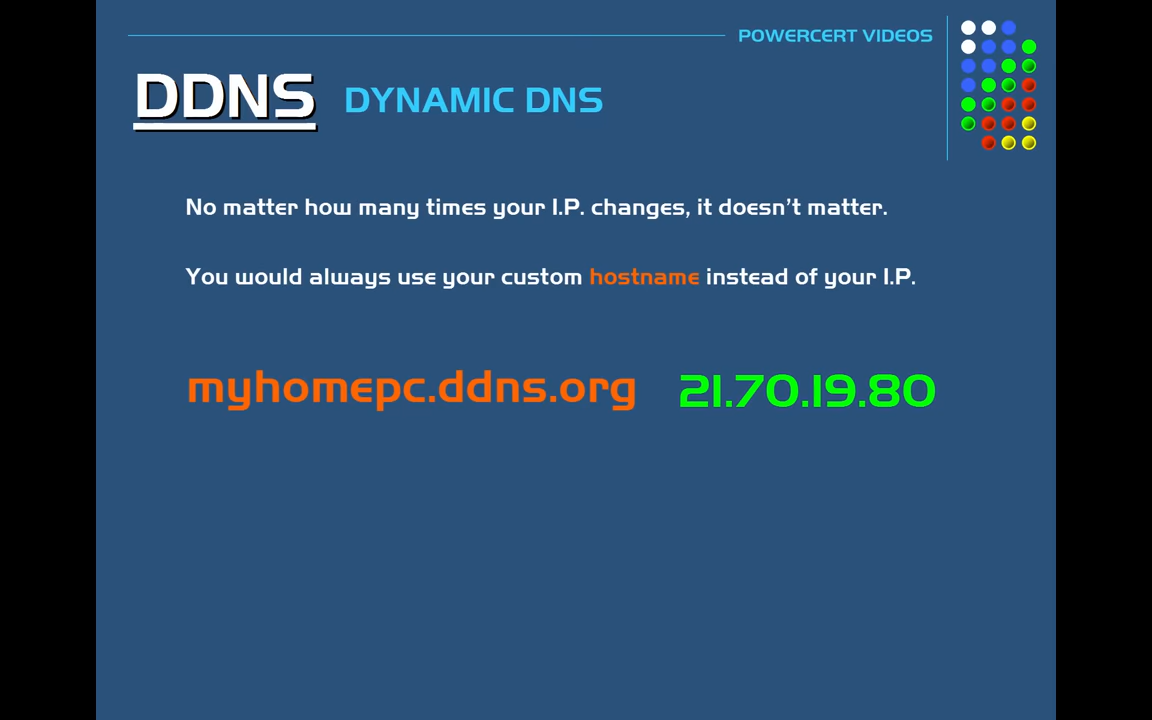 POWERCERT VIDEOS
DDNS DYNAMIC DNS
No matter how many times your I.P. changes, it doesn't matter.
You would always use your custom hostname instead of your I.P.
myhomepc.ddns.org 21.70.19.80